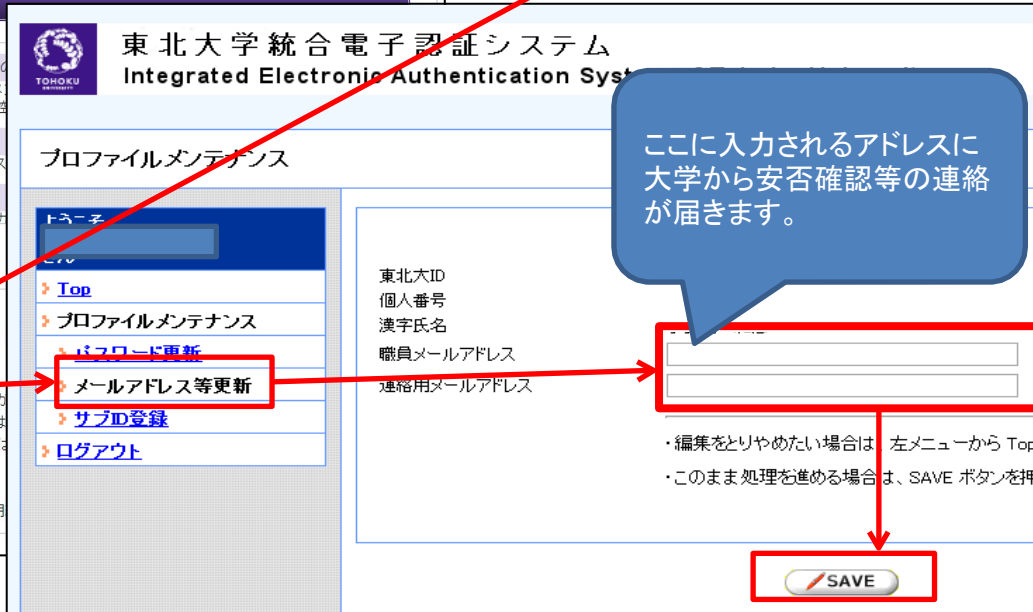 東北大学統合電子認証システム
TOHOKU
UNIVERSITY
Integrated Electronic Authentication
プロファイルメンテナンス
ここに入力されるアドレスに
大学から安否確認等の連絡
が届きます。
ようこそ
さん
Top
プロファイルメンテナンス
パスワード更新
メールアドレス等更新
サブID登録
ログアウト
東北大ID
個人番号
漢字氏名
職員メールアドレス
連絡用メールアドレス
・編集をとりやめたい場合は、左メニューから Top
・このまま処理を進める場合は、SAVE ボタンを押
SAVE